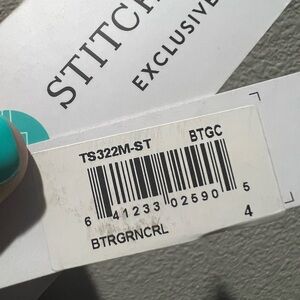 STITCH
EXCLUSIVE
TS322M-ST BTGC
6 41233 02590 5
4
BTRGRNCRL